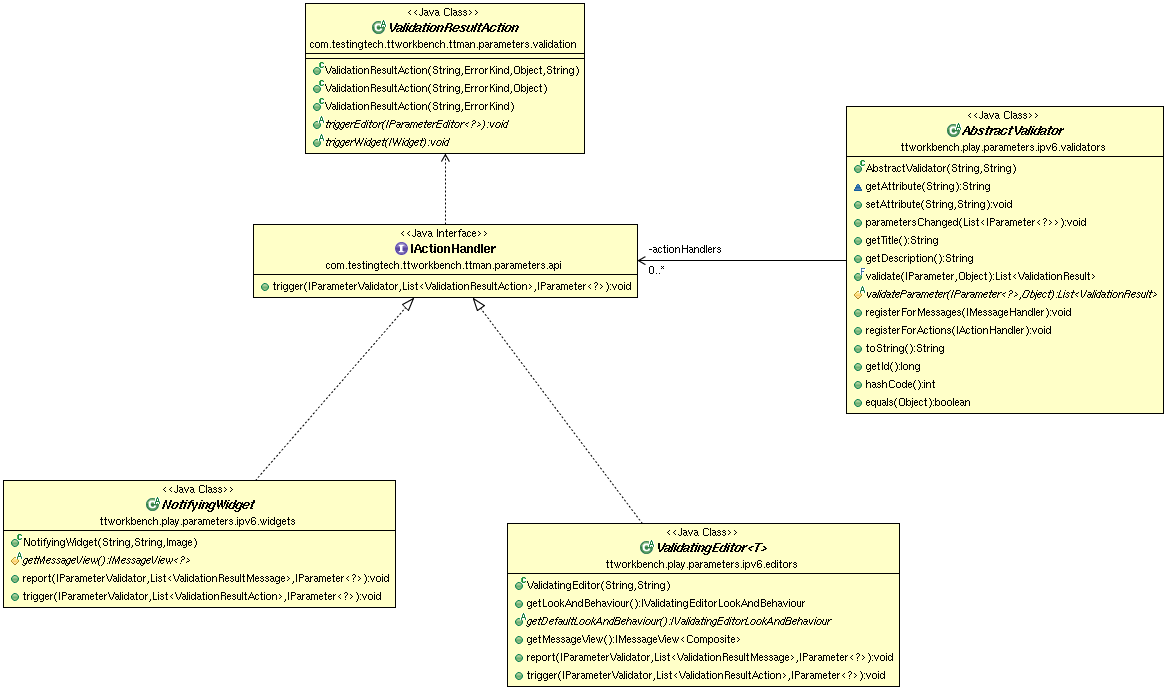 <<Java Class>>
ValidationResultAction
com.testingtech.ttworkbench.ttman.parameters.validation
ValidationResultAction(String,ErrorKind,Object,String)
ValidationResultAction(String,ErrorKind,Object)
ValidationResultAction(String,ErrorKind)
triggerEditor(IParameterEditor<?>):void
triggerWidget(IWidget):void
<<Java Interface>>
IActionHandler
com.testingtech.ttworkbench.ttman.parameters.api
trigger(IParameterValidator,List<ValidationResultAction>,IParameter<?>):void
-actionHandlers
0..*
<<Java Class>>
AbstractValidator
ttworkbench.play.parameters.ipv6.validators
AbstractValidator(String,String)
getAttribute(String):String
setAttribute(String,String):void
parametersChanged(List<IParameter<?>>):void
getTitle():String
getDescription():String
validate(IParameter,Object):List<ValidationResult>
validateParameter(IParameter<?>,Object):List<ValidationResult>
registerForMessages(IMessageHandler):void
registerForActions(IActionHandler):void
toString():String
getId():long
hashCode():int
equals(Object):boolean
<<Java Class>>
NotifyingWidget
ttworkbench.play.parameters.ipv6.widgets
NotifyingWidget(String,String,Image)
getMessageView():IMessageView<?>
report(IParameterValidator,List<ValidationResultMessage>,IParameter<?>):void
trigger(IParameterValidator,List<ValidationResultAction>,IParameter<?>):void
<<Java Class>>
ValidatingEditor<T>
ttworkbench.play.parameters.ipv6.editors
ValidatingEditor(String,String)
getLookAndBehaviour():IValidatingEditorLookAndBehaviour
getDefaultLookAndBehaviour():IValidatingEditorLookAndBehaviour
getMessageView():IMessageView<Composite>
report(IParameterValidator,List<ValidationResultMessage>,IParameter<?>):void
trigger(IParameterValidator,List<ValidationResultAction>,IParameter<?>):void